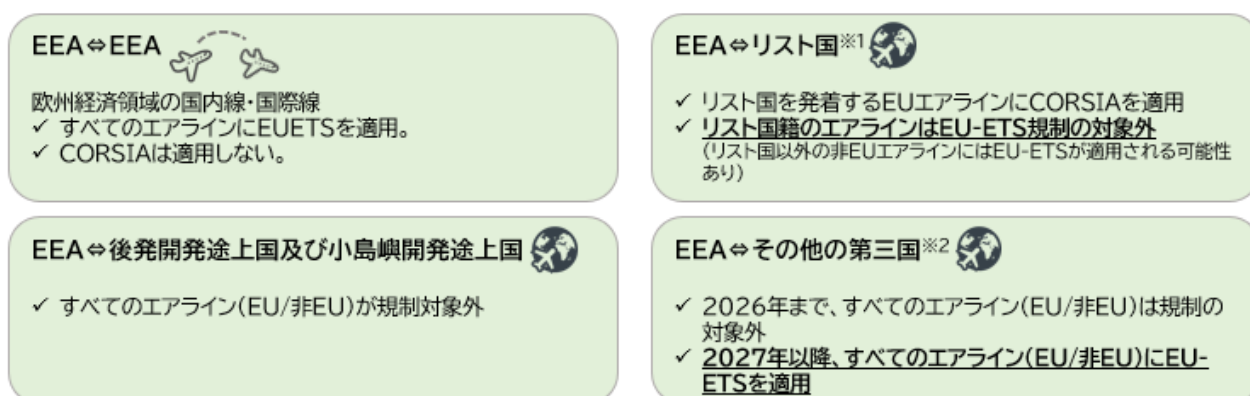 EEA⇔EEA
欧州経済領域の国内線・国際線
✓ すべてのエアラインにEUETSを適用。
✓ CORSIAは適用しない。
EEA⇔リスト国※1
✓ リスト国を発着するEUエアラインにCORSIAを適用
✓ リスト国籍のエアラインはEU-ETS規制の対象外
(リスト国以外の非EUエアラインにはEU-ETSが適用される可能性
あり)
EEA⇔後発開発途上国及び小島嶼開発途上国
✓ すべてのエアライン(EU/非EU)が規制対象外
EEA⇔その他の第三国※2
✓ 2026年まで、すべてのエアライン(EU/非EU)は規制の
対象外
✓ 2027年以降、すべてのエアライン(EU/非EU)にEU-
ETSを適用